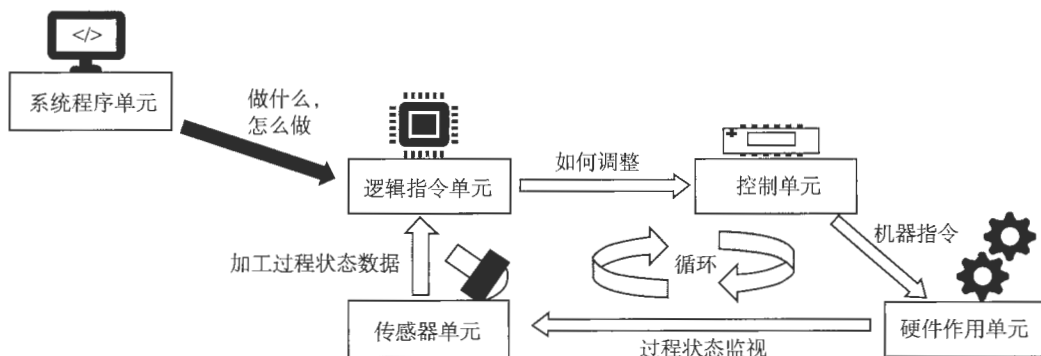 </>
系统程序单元
做什么，
怎么做
逻辑指令单元
如何调整
控制单元
机器指令
加工过程状态数据
循环
传感器单元
过程状态监视
硬件作用单元